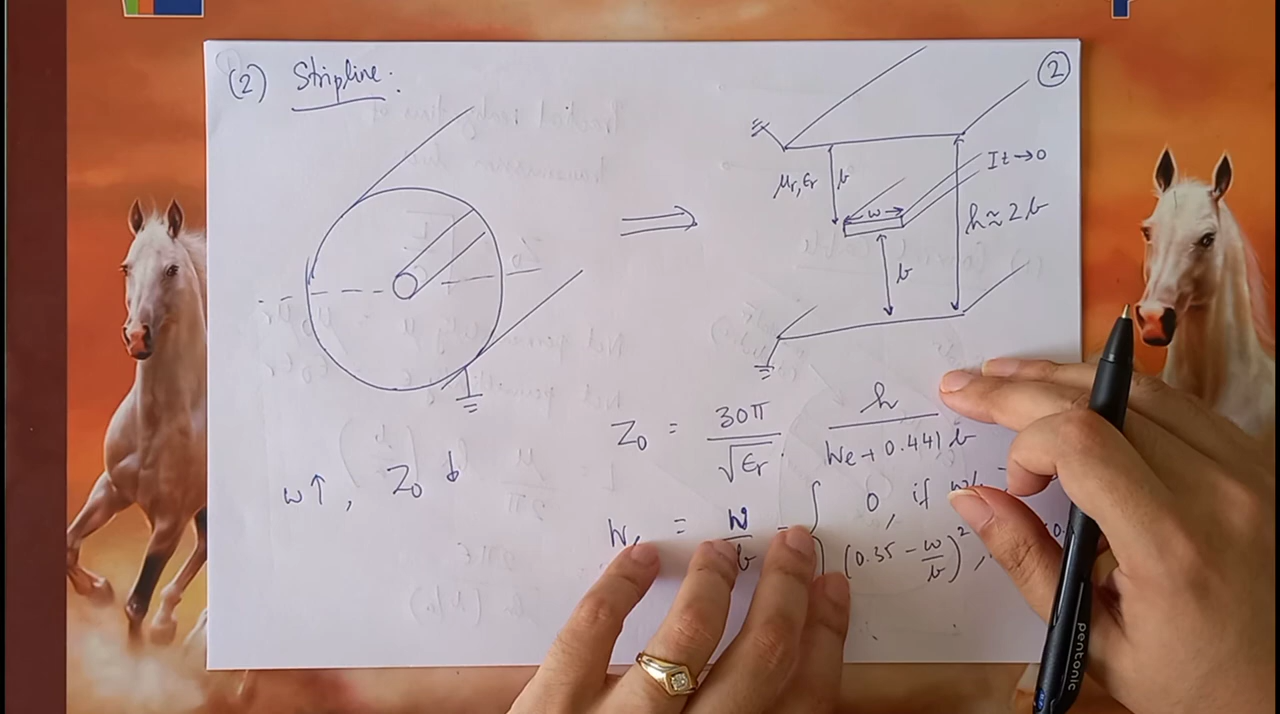 (2) Stripline.
2
I t→0
μr, εr
b
w
h≈2b
b
Z0 = 30π/√εr · h/(We + 0.441 b)
w↑, Z0↓
= w/b - { 0, if
(0.35 - w/b)²,
pentonic